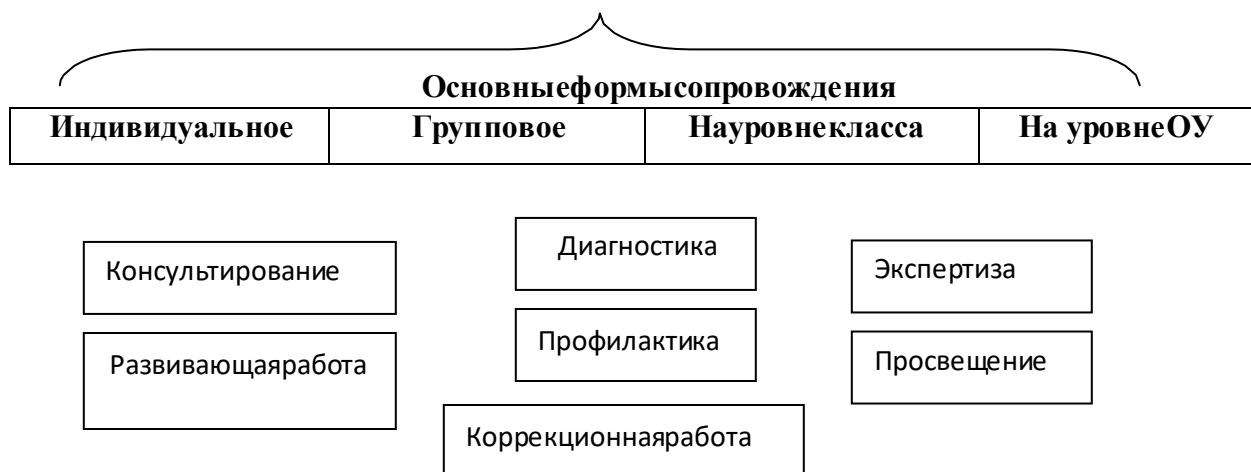 Основныеформысопровождения
Индивидуальное Групповое Науровнекласса На уровнеОУ
Диагностика
Консультирование
Экспертиза
Профилактика
Развивающаяработа
Просвещение
Коррекционнаяработа